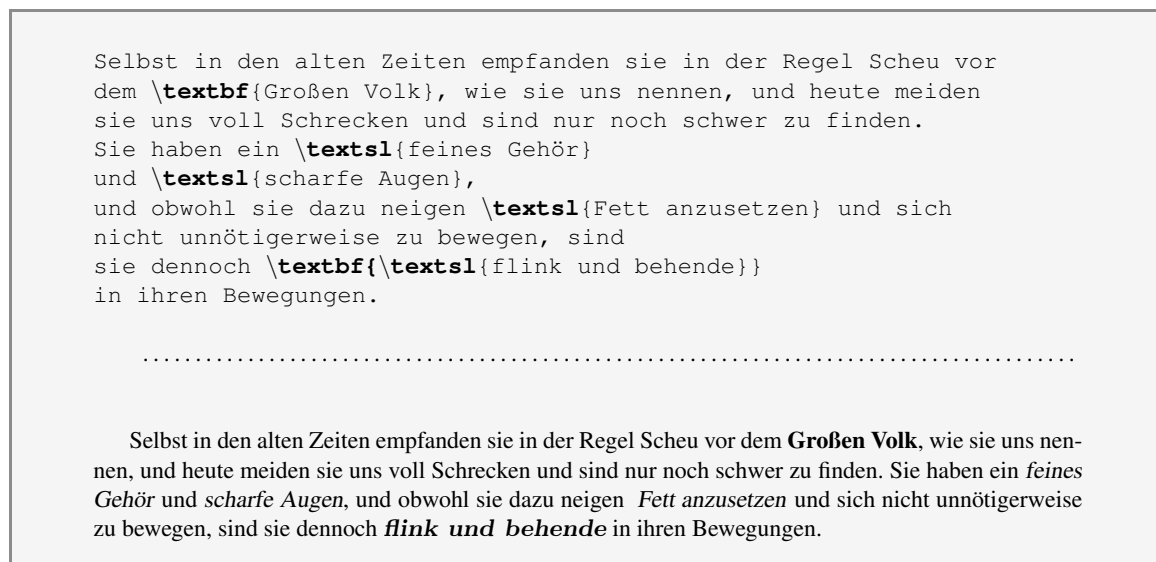 Selbst in den alten Zeiten empfanden sie in der Regel Scheu vor
dem \textbf{Großen Volk}, wie sie uns nennen, und heute meiden
sie uns voll Schrecken und sind nur noch schwer zu finden.
Sie haben ein \textsl{feines Gehör}
und \textsl{scharfe Augen},
und obwohl sie dazu neigen \textsl{Fett anzusetzen} und sich
nicht unnötigerweise zu bewegen, sind
sie dennoch \textbf{\textsl{flink und behende}}
in ihren Bewegungen.
Selbst in den alten Zeiten empfanden sie in der Regel Scheu vor dem Großen Volk, wie sie uns nen-
nen, und heute meiden sie uns voll Schrecken und sind nur noch schwer zu finden. Sie haben ein feines
Gehör und scharfe Augen, und obwohl sie dazu neigen Fett anzusetzen und sich nicht unnötigerweise
zu bewegen, sind sie dennoch flink und behende in ihren Bewegungen.